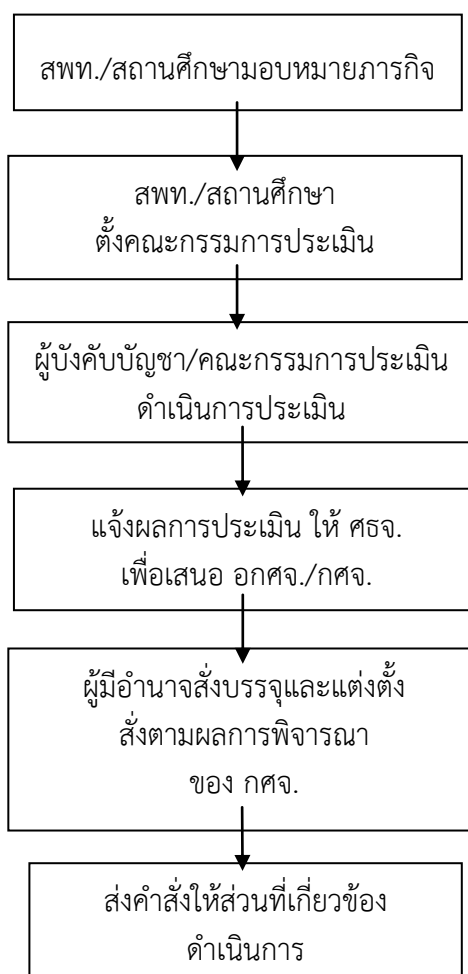 สพท./สถานศึกษามอบหมายภารกิจ
สพท./สถานศึกษา
ตั้งคณะกรรมการประเมิน
ผู้บังคับบัญชา/คณะกรรมการประเมิน
ดำเนินการประเมิน
แจ้งผลการประเมิน ให้ ศธจ.
เพื่อเสนอ อกศจ./กศจ.
ผู้มีอำนาจสั่งบรรจุและแต่งตั้ง
สั่งตามผลการพิจารณา
ของ กศจ.
ส่งคำสั่งให้ส่วนที่เกี่ยวข้อง
ดำเนินการ